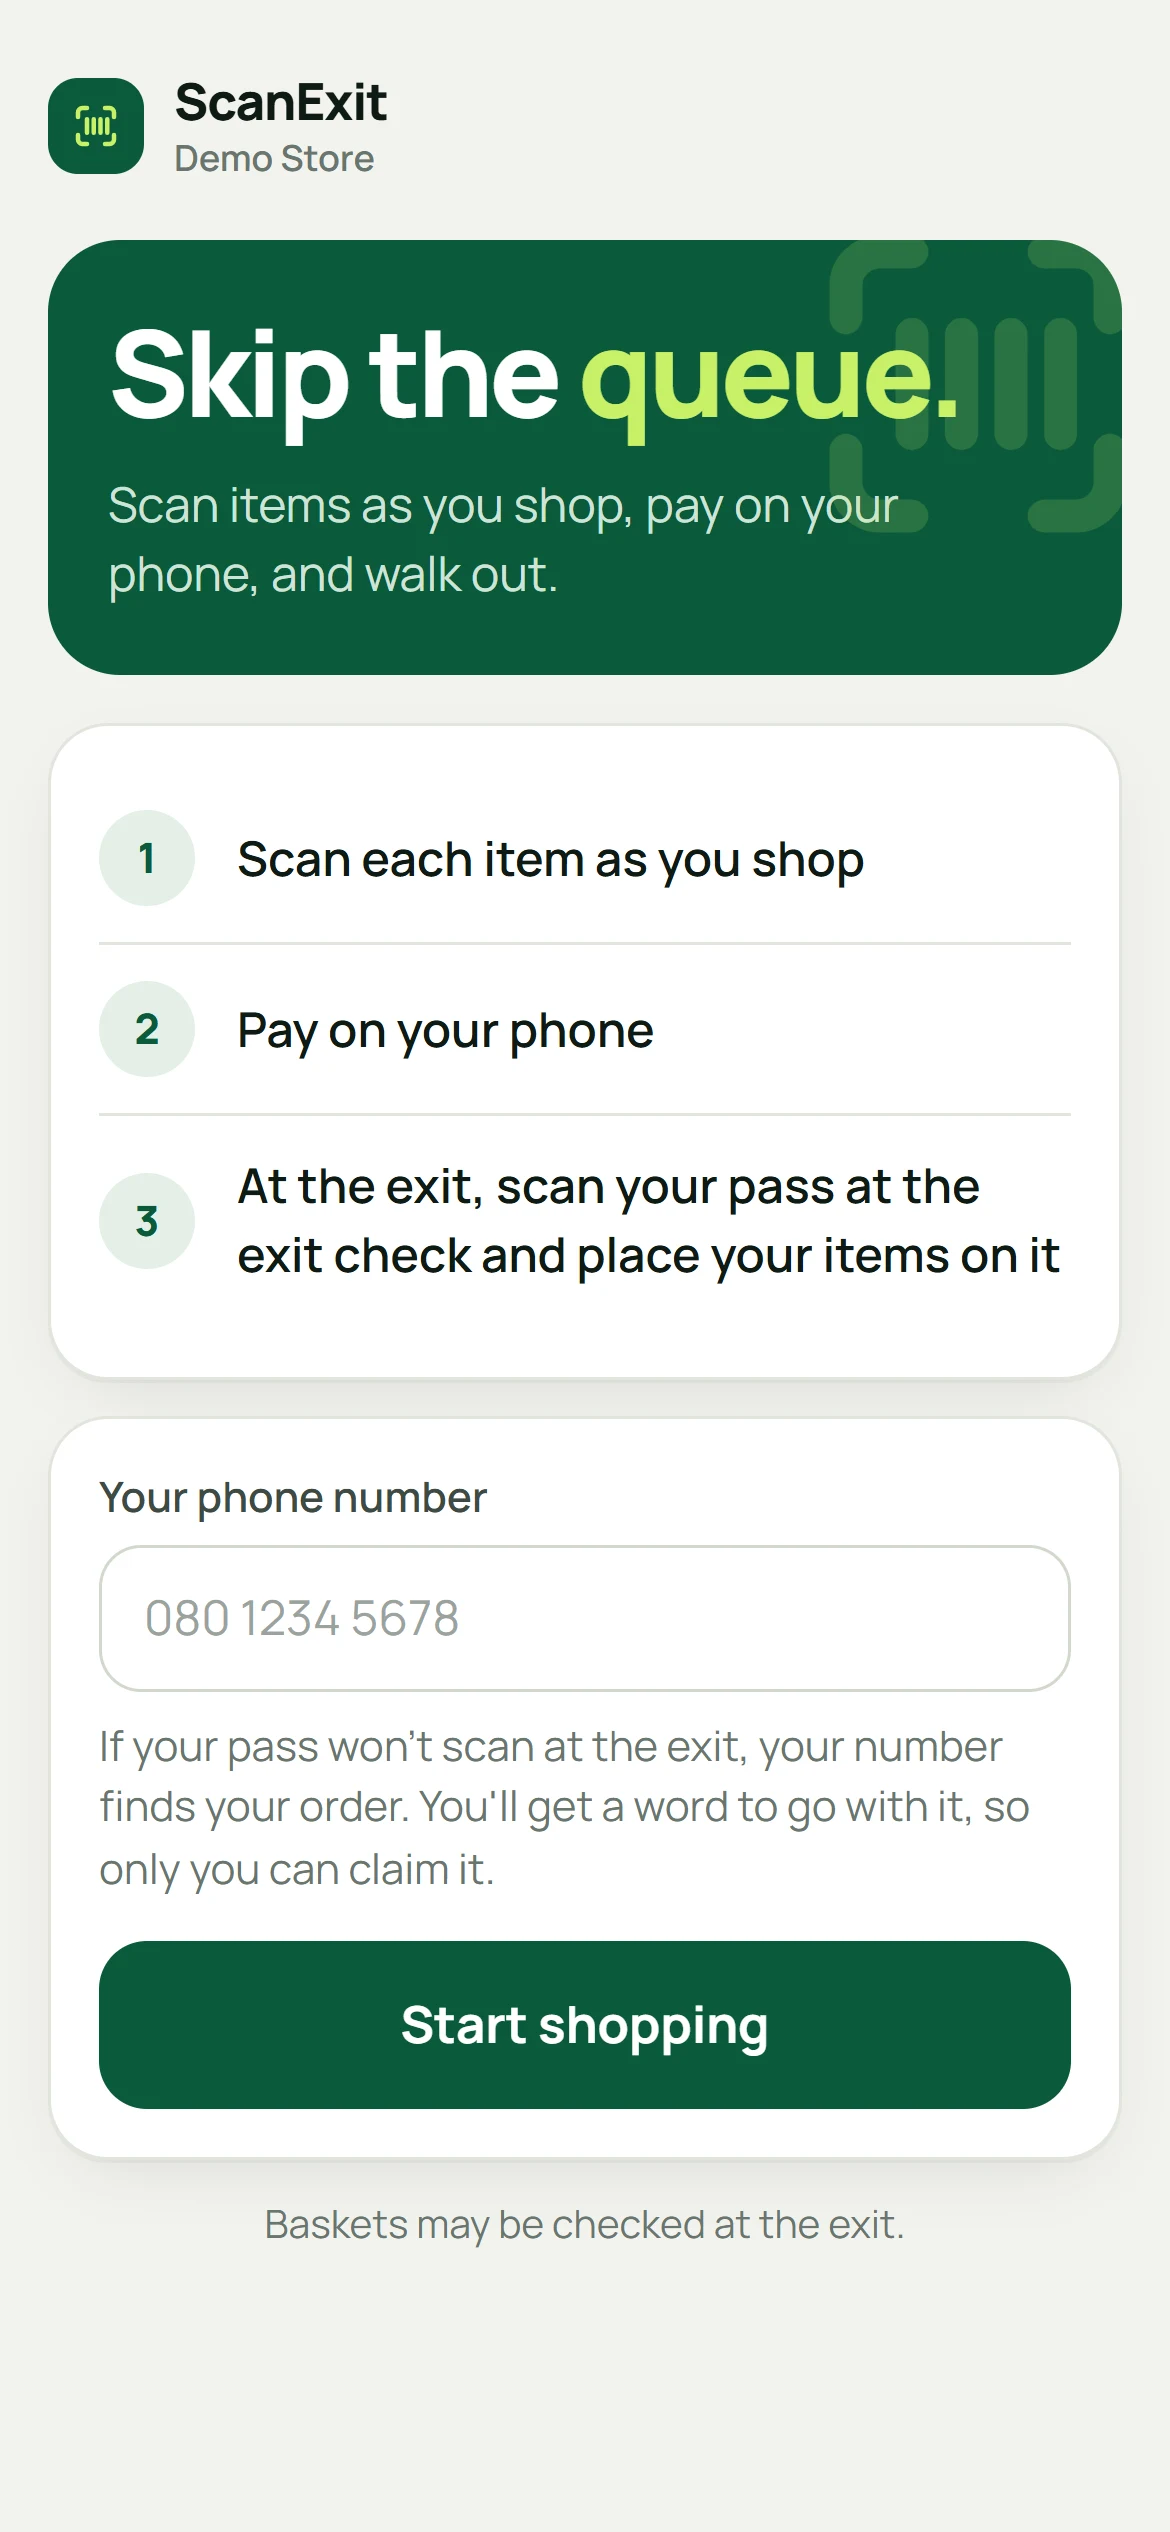 ScanExit
Demo Store
Skip the queue.
Scan items as you shop, pay on your
phone, and walk out.
1
Scan each item as you shop
2
Pay on your phone
3
At the exit, scan your pass at the
exit check and place your items on it
Your phone number
080 1234 5678
If your pass won’t scan at the exit, your number
finds your order. You'll get a word to go with it, so
only you can claim it.
Start shopping
Baskets may be checked at the exit.